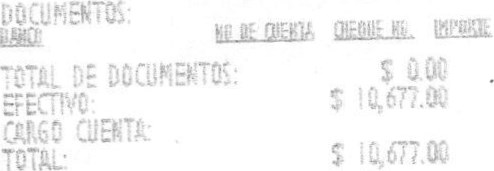 DOCUMENTOS:
BANCO NO.DE CUENTA CHEQUE NO. IMPORTE
TOTAL DE DOCUMENTOS: $ 0.00
EFECTIVO: $ 10,677.00
CARGO CUENTA:
TOTAL: $ 10,677.00